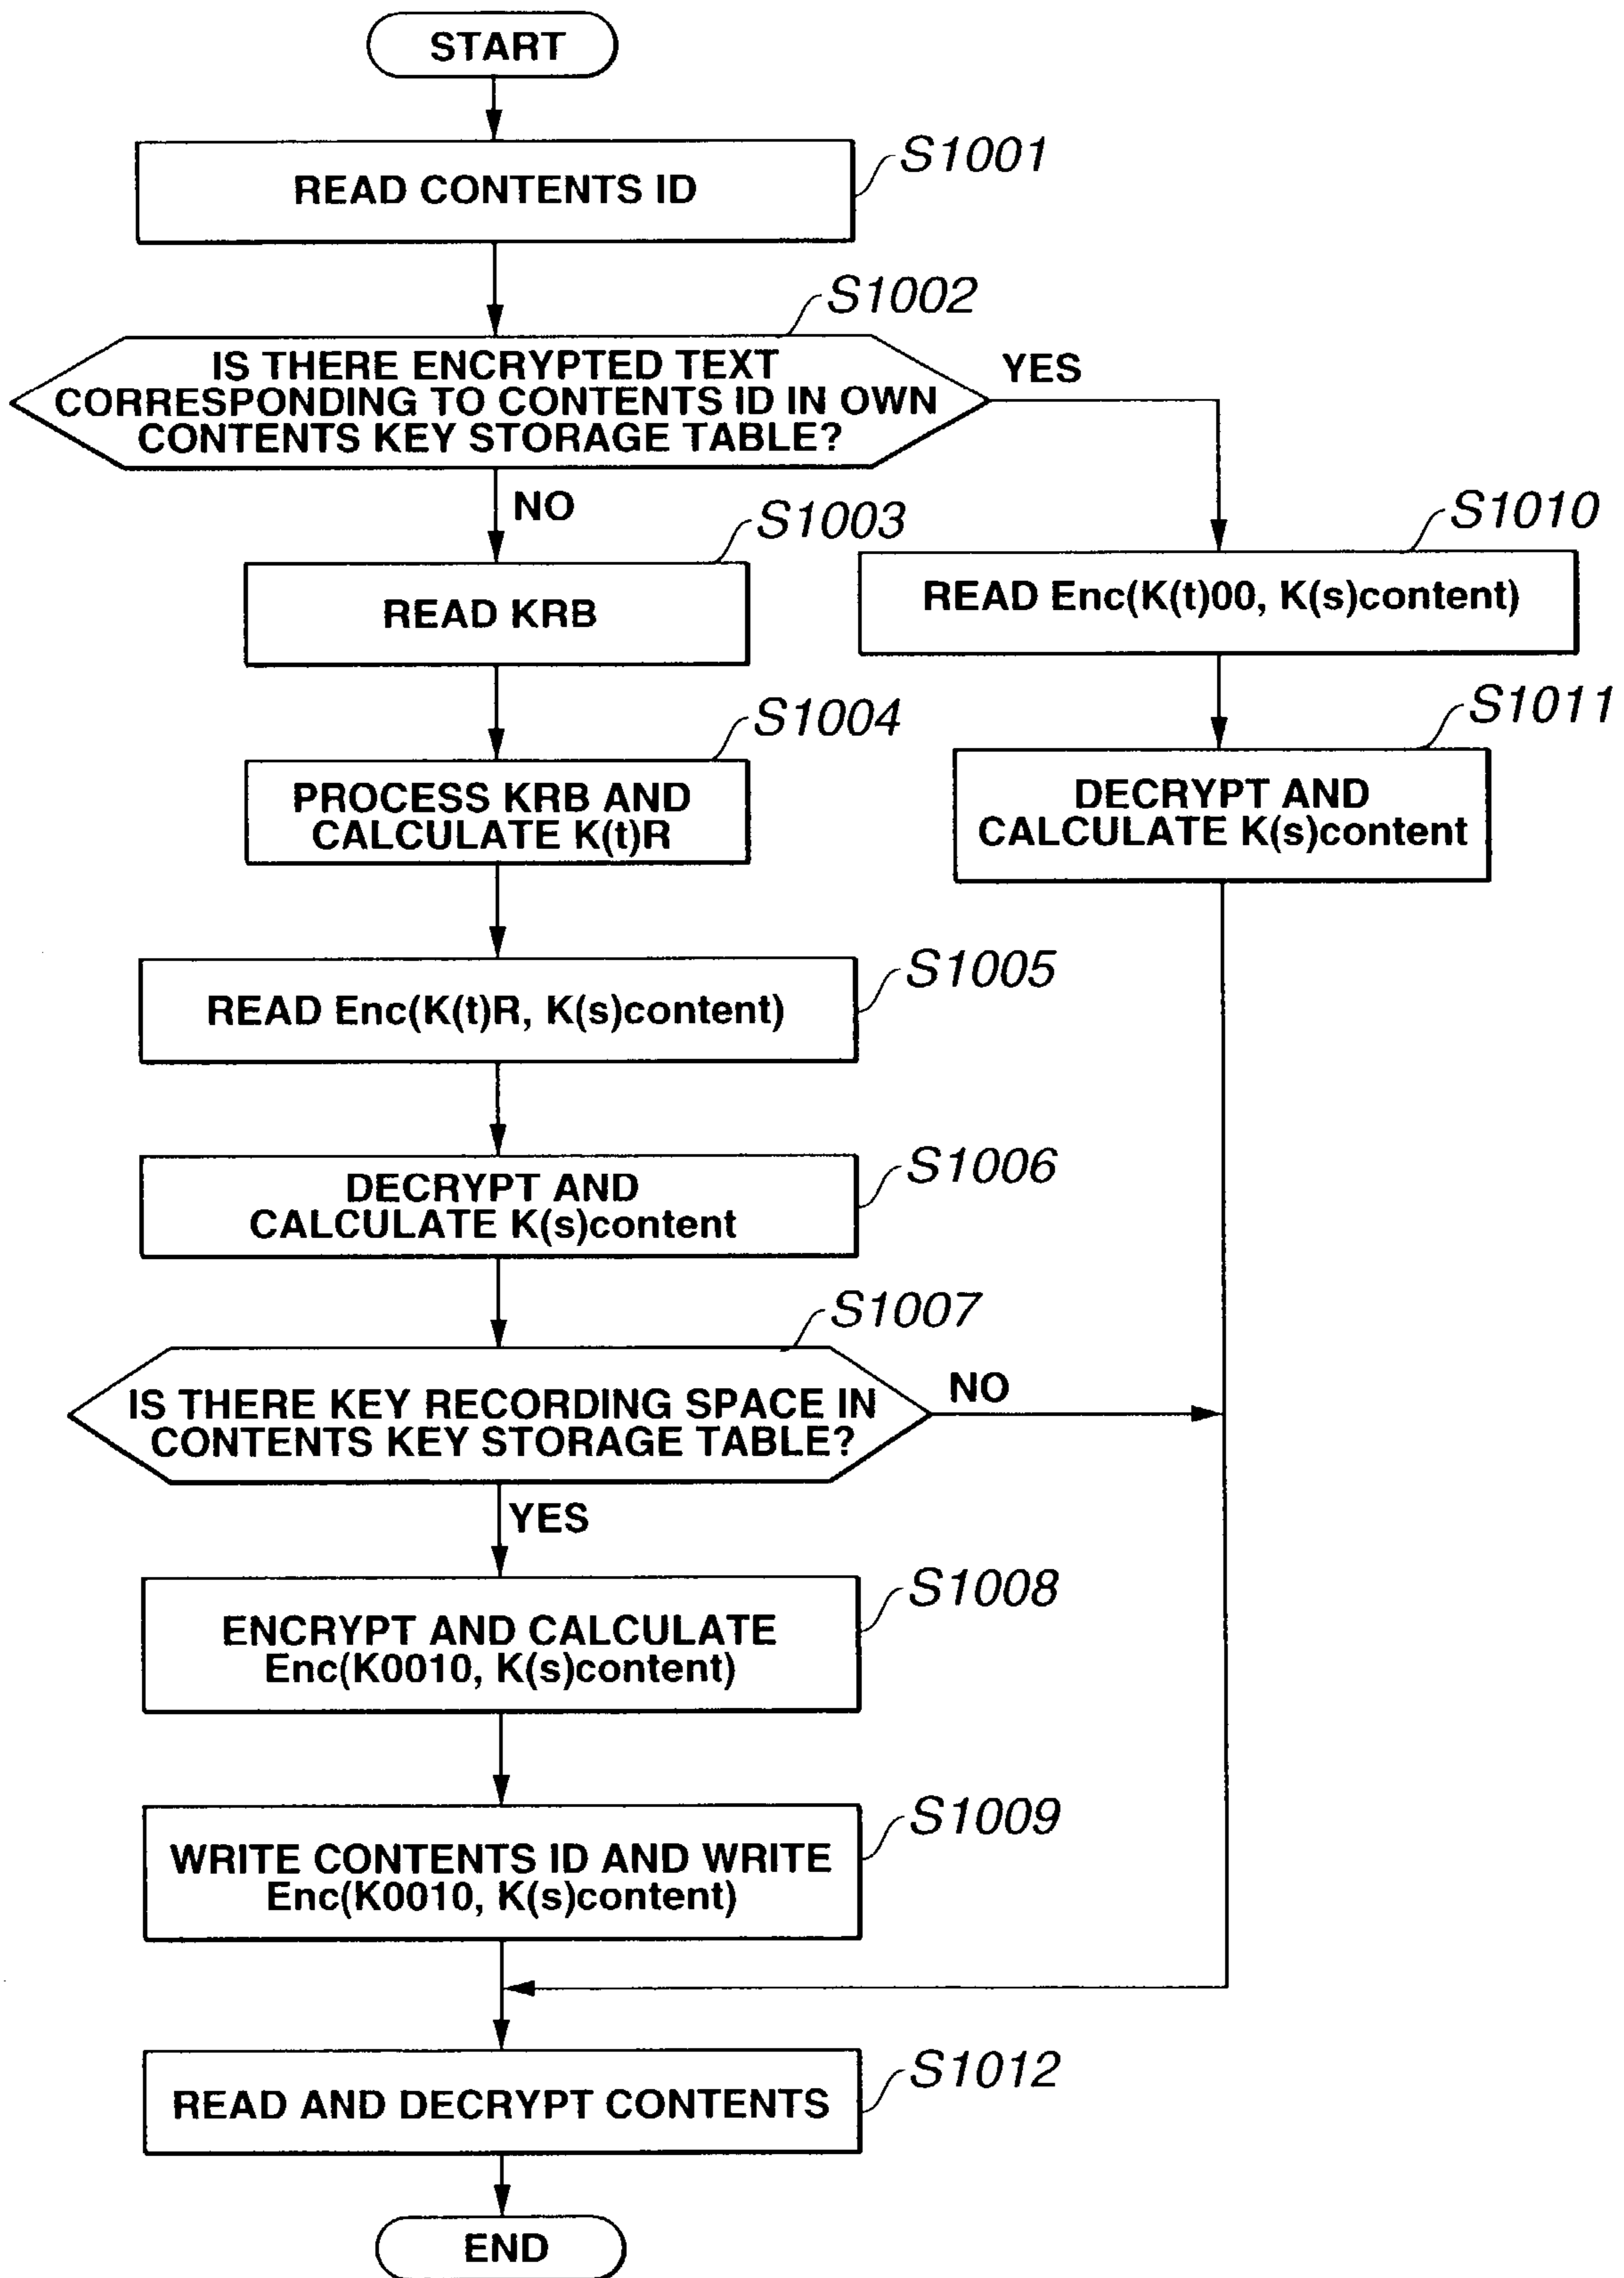 START
READ CONTENTS ID
S1001
S1002
IS THERE ENCRYPTED TEXT
CORRESPONDING TO CONTENTS ID IN OWN
CONTENTS KEY STORAGE TABLE?
YES
NO
S1003
READ KRB
S1010
READ Enc(K(t)00, K(s)content)
S1004
PROCESS KRB AND
CALCULATE K(t)R
S1011
DECRYPT AND
CALCULATE K(s)content
S1005
READ Enc(K(t)R, K(s)content)
S1006
DECRYPT AND
CALCULATE K(s)content
S1007
IS THERE KEY RECORDING SPACE IN
CONTENTS KEY STORAGE TABLE?
NO
YES
S1008
ENCRYPT AND CALCULATE
Enc(K0010, K(s)content)
S1009
WRITE CONTENTS ID AND WRITE
Enc(K0010, K(s)content)
S1012
READ AND DECRYPT CONTENTS
END